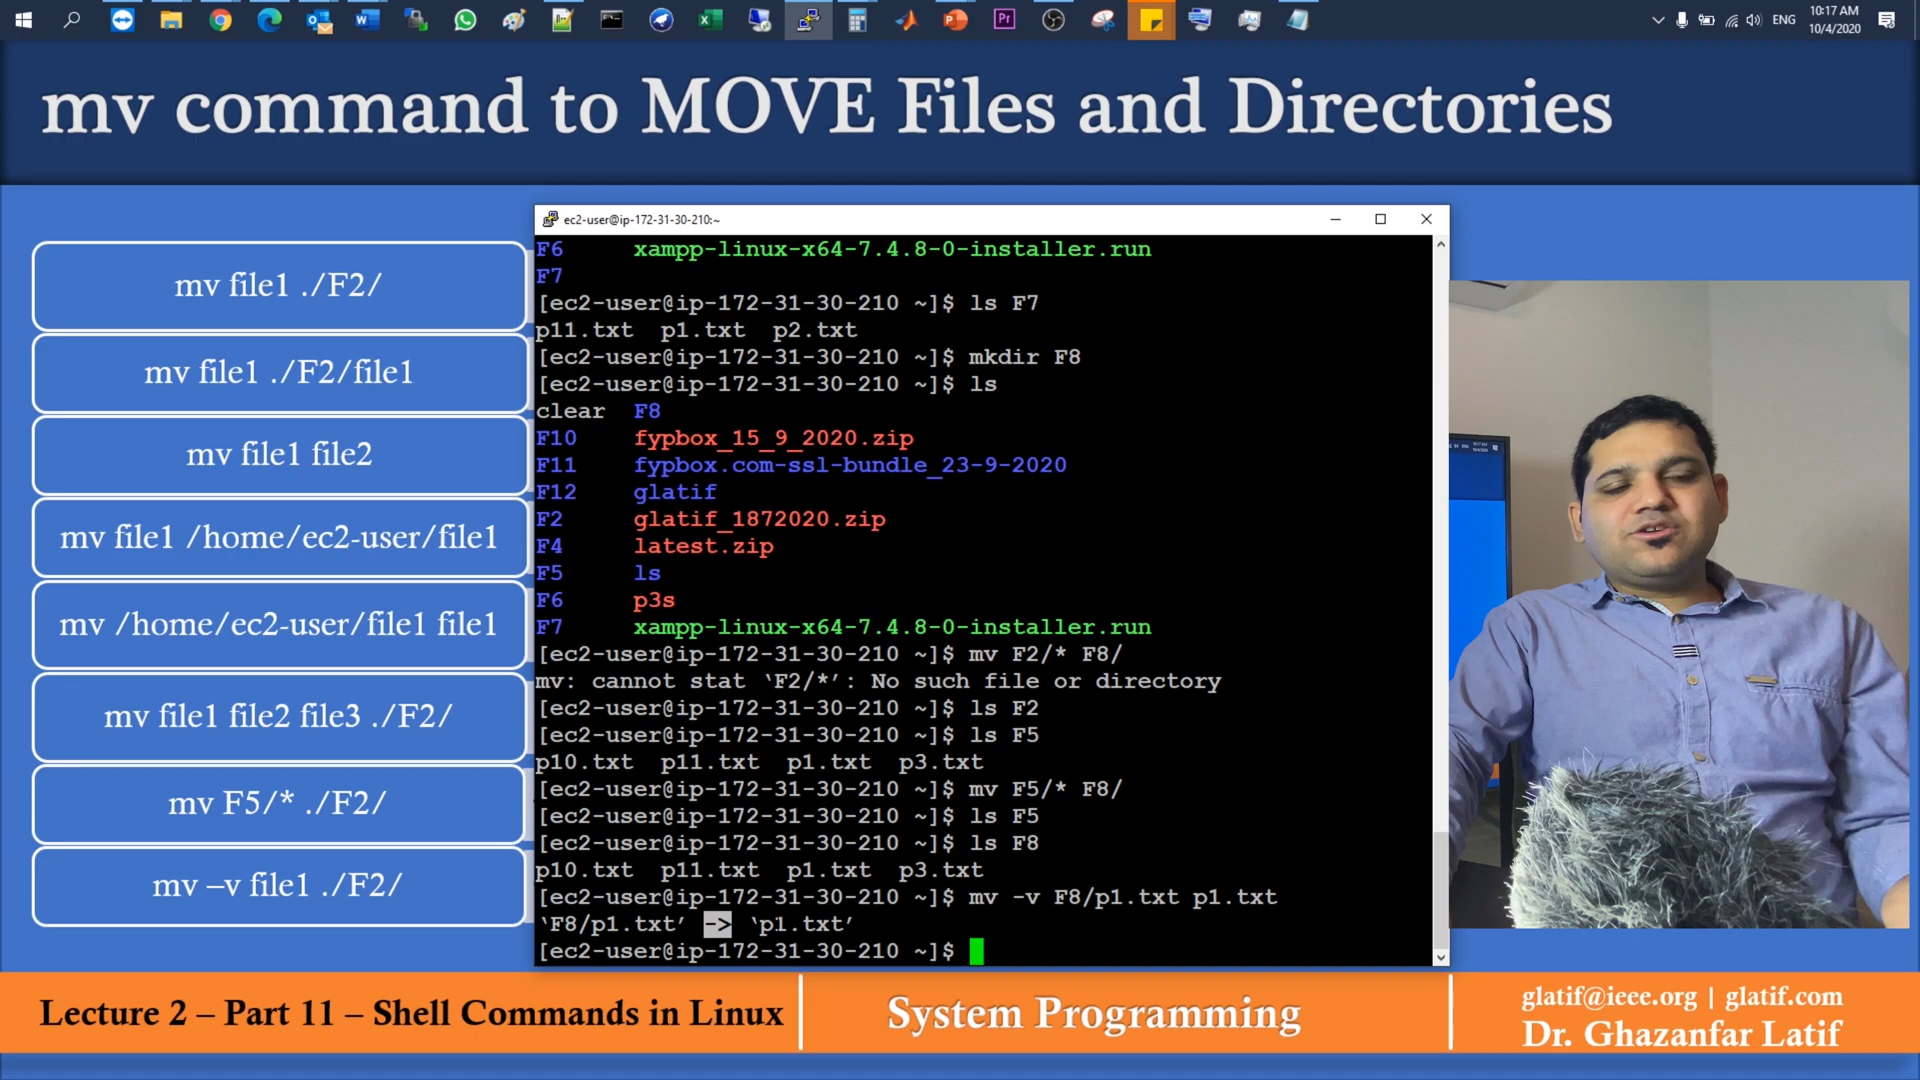 10:17 AM
ENG
10/4/2020
mv command to MOVE Files and Directories
mv file1 ./F2/
mv file1 ./F2/file1
mv file1 file2
mv file1 /home/ec2-user/file1
mv /home/ec2-user/file1 file1
mv file1 file2 file3 ./F2/
mv F5/* ./F2/
mv –v file1 ./F2/
ec2-user@ip-172-31-30-210:~
F6 xampp-linux-x64-7.4.8-0-installer.run
F7
[ec2-user@ip-172-31-30-210 ~]$ ls F7
p11.txt p1.txt p2.txt
[ec2-user@ip-172-31-30-210 ~]$ mkdir F8
[ec2-user@ip-172-31-30-210 ~]$ ls
clear F8
F10 fypbox_15_9_2020.zip
F11 fypbox.com-ssl-bundle_23-9-2020
F12 glatif
F2 glatif_1872020.zip
F4 latest.zip
F5 ls
F6 p3s
F7 xampp-linux-x64-7.4.8-0-installer.run
[ec2-user@ip-172-31-30-210 ~]$ mv F2/* F8/
mv: cannot stat ‘F2/*’: No such file or directory
[ec2-user@ip-172-31-30-210 ~]$ ls F2
[ec2-user@ip-172-31-30-210 ~]$ ls F5
p10.txt p11.txt p1.txt p3.txt
[ec2-user@ip-172-31-30-210 ~]$ mv F5/* F8/
[ec2-user@ip-172-31-30-210 ~]$ ls F5
[ec2-user@ip-172-31-30-210 ~]$ ls F8
p10.txt p11.txt p1.txt p3.txt
[ec2-user@ip-172-31-30-210 ~]$ mv -v F8/p1.txt p1.txt
‘F8/p1.txt’ -> ‘p1.txt’
[ec2-user@ip-172-31-30-210 ~]$
Lecture 2 – Part 11 – Shell Commands in Linux
System Programming
glatif@ieee.org | glatif.com
Dr. Ghazanfar Latif